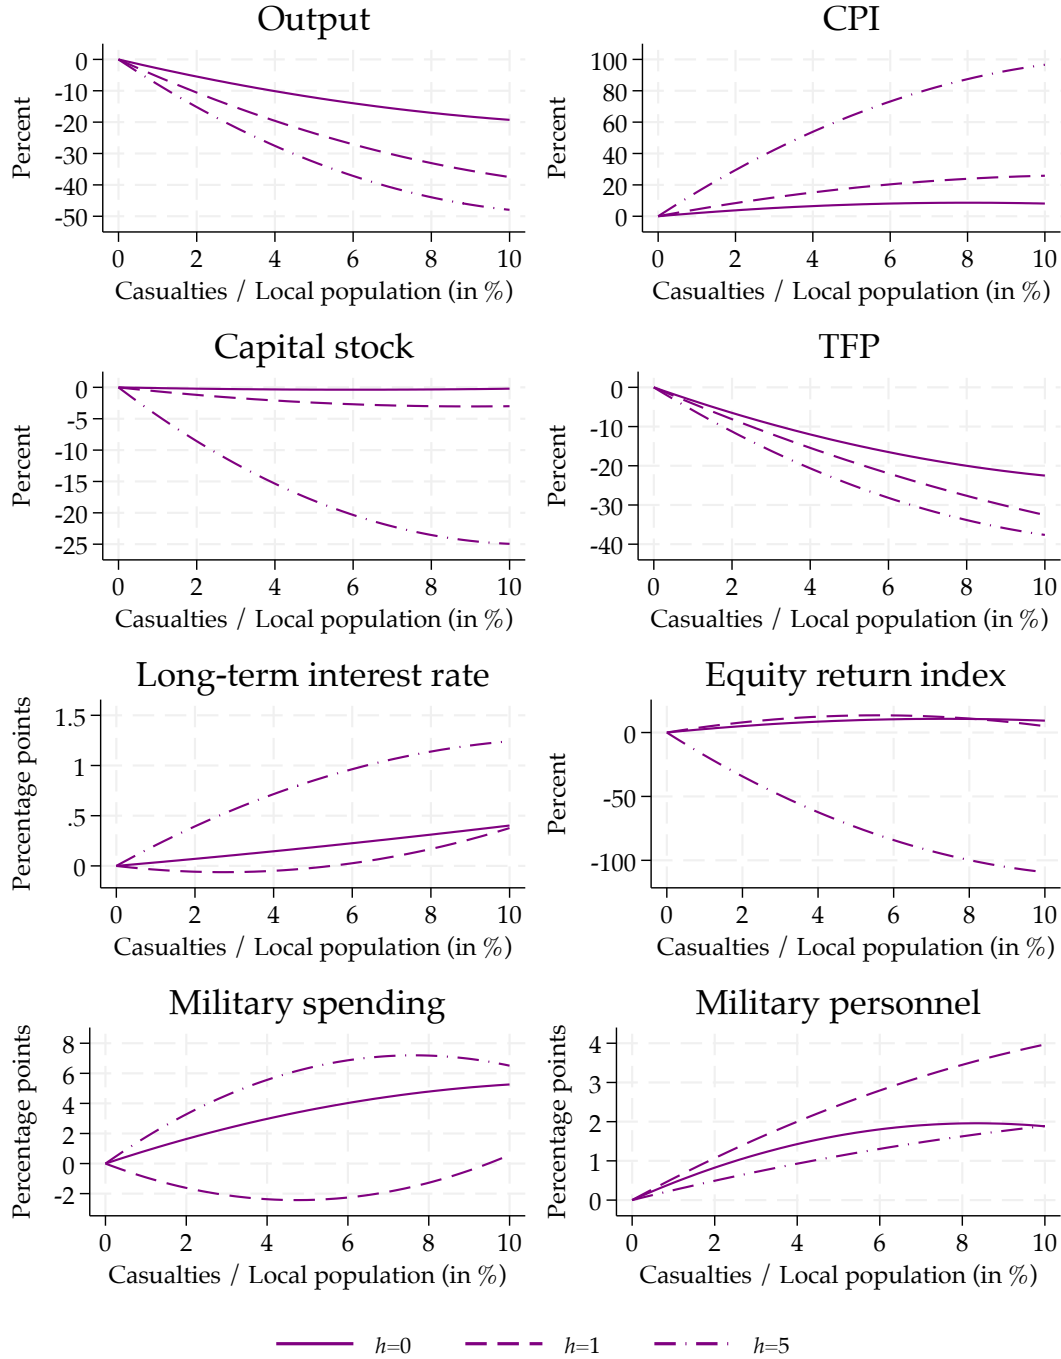 Output
Percent
0
-10
-20
-30
-40
-50
0 2 4 6 8 10
Casualties / Local population (in %)
CPI
Percent
100
80
60
40
20
0
0 2 4 6 8 10
Casualties / Local population (in %)
Capital stock
Percent
0
-5
-10
-15
-20
-25
0 2 4 6 8 10
Casualties / Local population (in %)
TFP
Percent
0
-10
-20
-30
-40
0 2 4 6 8 10
Casualties / Local population (in %)
Long-term interest rate
Percentage points
1.5
1
.5
0
0 2 4 6 8 10
Casualties / Local population (in %)
Equity return index
Percent
0
-50
-100
0 2 4 6 8 10
Casualties / Local population (in %)
Military spending
Percentage points
8
6
4
2
0
-2
0 2 4 6 8 10
Casualties / Local population (in %)
Military personnel
Percentage points
4
3
2
1
0
0 2 4 6 8 10
Casualties / Local population (in %)
h=0 h=1 h=5